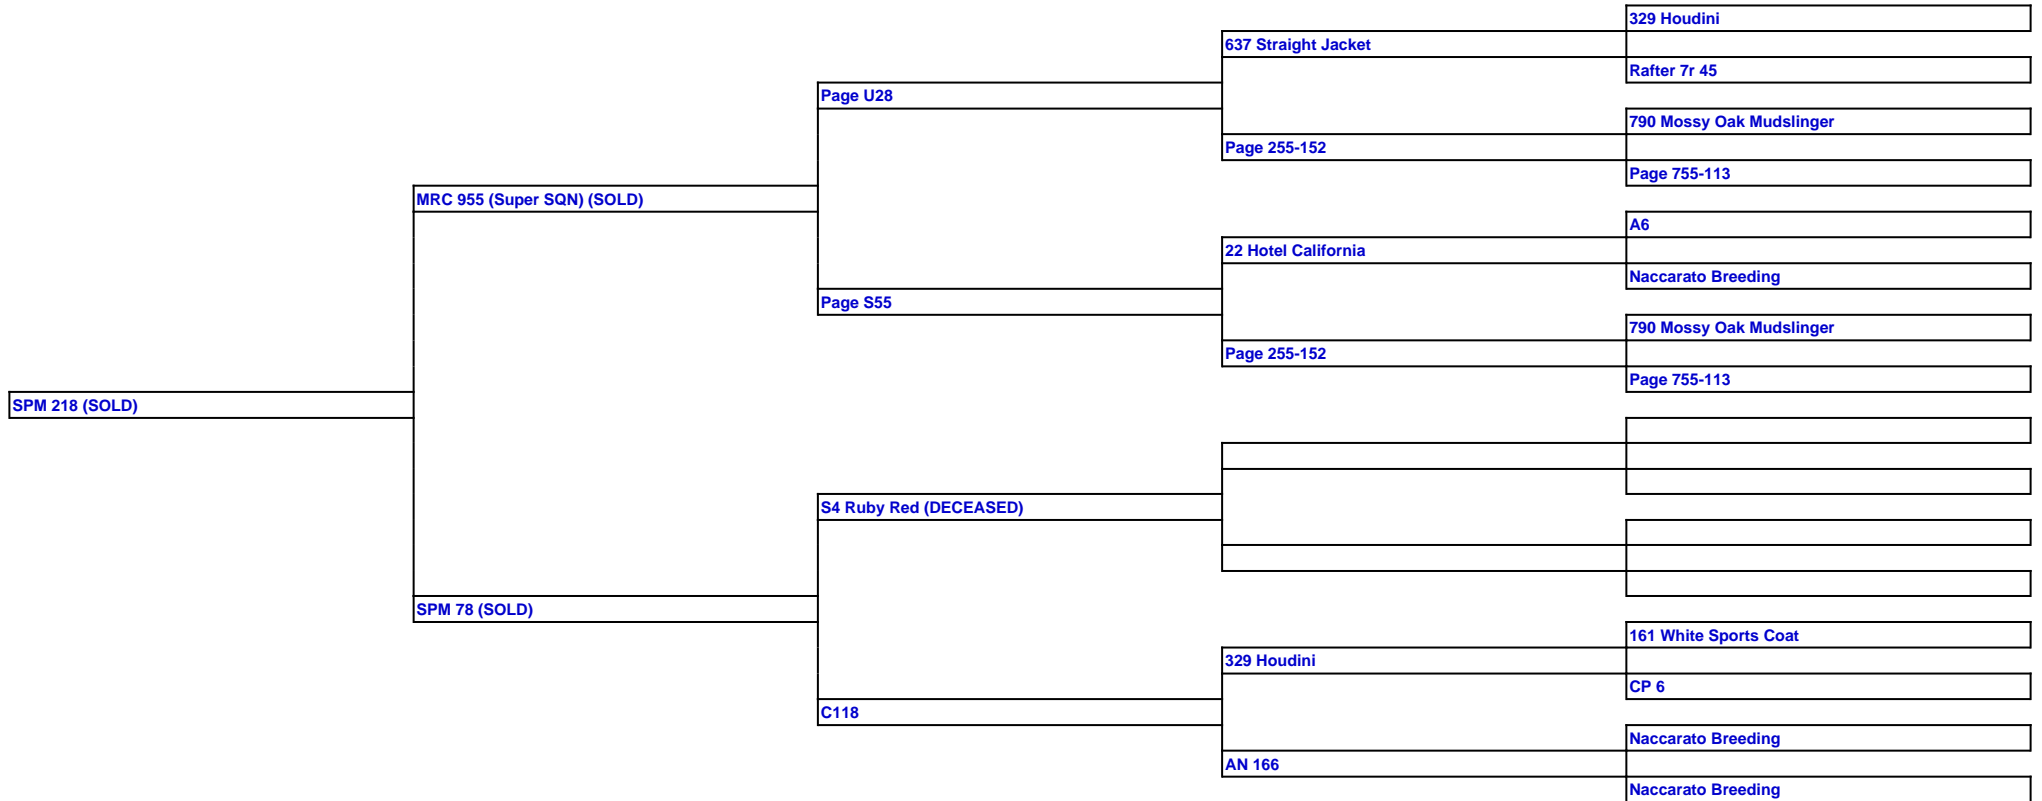 329 Houdini
637 Straight Jacket
Rafter 7r 45
Page U28
790 Mossy Oak Mudslinger
Page 255-152
Page 755-113
MRC 955 (Super SQN) (SOLD)
A6
22 Hotel California
Naccarato Breeding
Page S55
790 Mossy Oak Mudslinger
Page 255-152
Page 755-113
SPM 218 (SOLD)
S4 Ruby Red (DECEASED)
SPM 78 (SOLD)
161 White Sports Coat
329 Houdini
CP 6
C118
Naccarato Breeding
AN 166
Naccarato Breeding